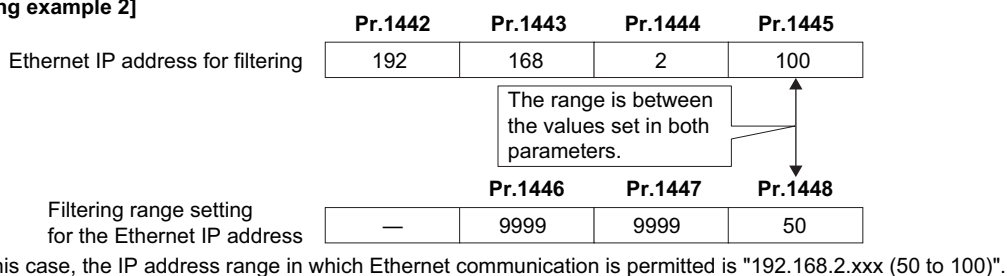 ng example 2]
Pr.1442 Pr.1443 Pr.1444 Pr.1445
Ethernet IP address for filtering 192 168 2 100
The range is between
the values set in both
parameters.
Pr.1446 Pr.1447 Pr.1448
Filtering range setting
for the Ethernet IP address — 9999 9999 50
his case, the IP address range in which Ethernet communication is permitted is "192.168.2.xxx (50 to 100)"